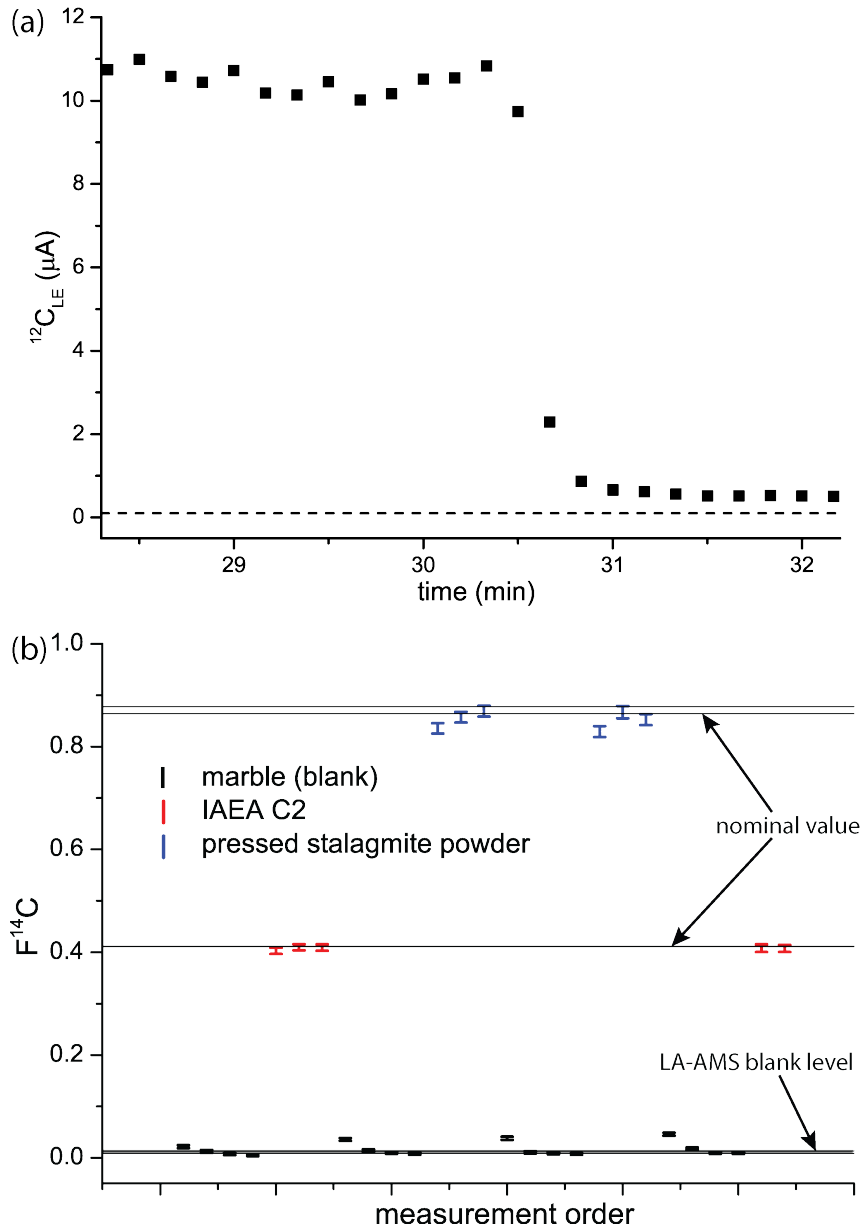 (a)
12
10
8
6
4
2
0
¹²C_LE (µA)
29 30 31 32
time (min)
(b)
1.0
0.8
0.6
0.4
0.2
0.0
F¹⁴C
marble (blank)
IAEA C2
pressed stalagmite powder
nominal value
LA-AMS blank level
measurement order